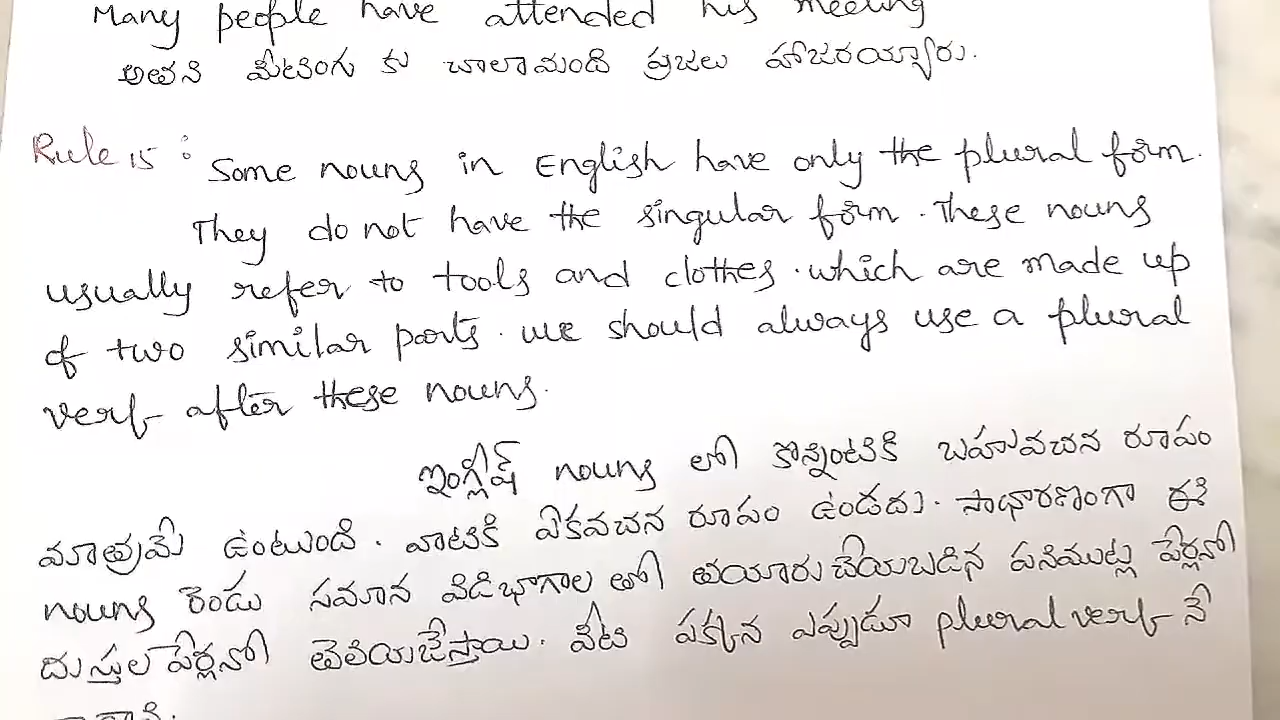 Many people have attended his meeting
అతని మీటింగు కు చాలామంది ప్రజలు హాజరయ్యారు.
Rule 15 : Some nouns in English have only the plural form.
They do not have the singular form. These nouns
usually refer to tools and clothes. which are made up
of two similar parts. we should always use a plural
verb after these nouns.
ఇంగ్లీష్ nouns లో కొన్నింటికి బహువచన రూపం
మాత్రమే ఉంటుంది. వాటికి ఏకవచన రూపం ఉండదు. సాధారణంగా ఈ
nouns రెండు సమాన విడిభాగాల తో తయారు చేయబడిన పనిముట్ల పేర్లనో
దుస్తుల పేర్లనో తెలియజేస్తాయి. వీటి పక్కన ఎప్పుడూ plural verb నే